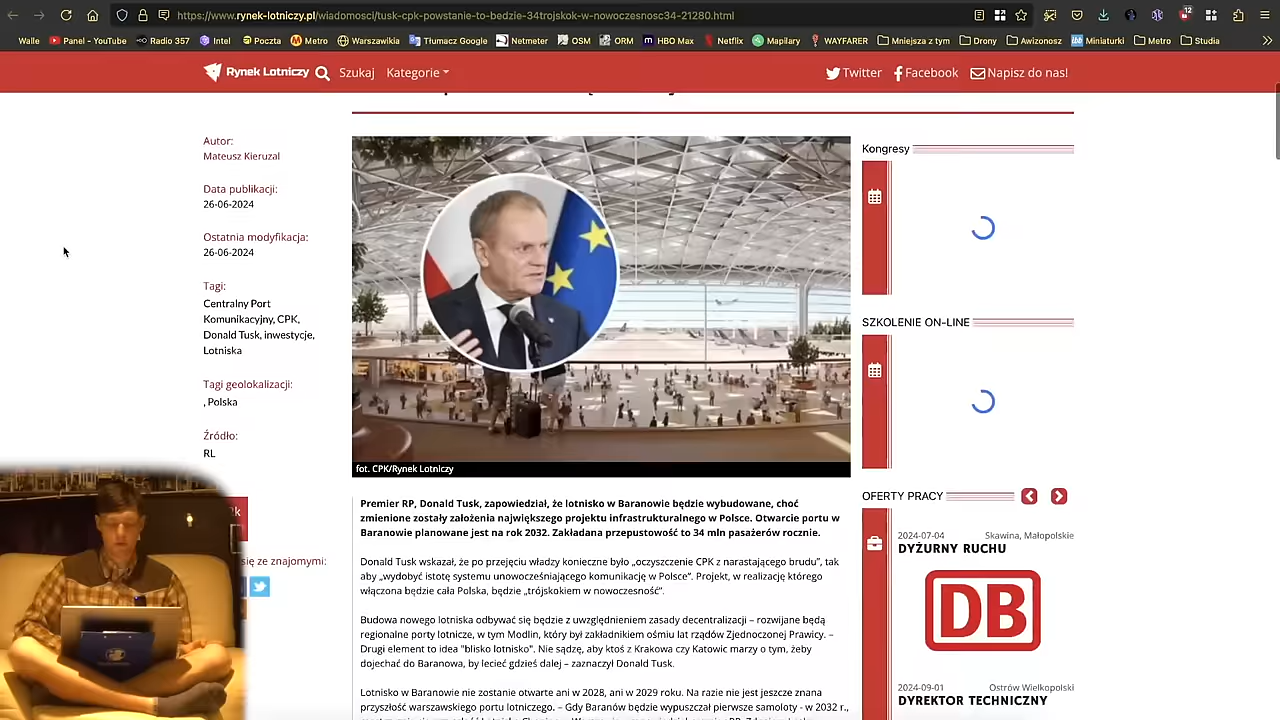 https://www.rynek-lotniczy.pl/wiadomosci/tusk-cpk-powstanie-to-bedzie-34trojskok-w-nowoczesnosc34-21280.html
12
Walle Panel - YouTube Radio 357 Intel Poczta Metro Warszawikia Tłumacz Google Netmeter OSM ORM HBO Max Netflix Mapilary WAYFARER Mniejsza z tym Drony Awizonosz Miniaturki Metro Studia
Rynek Lotniczy Szukaj Kategorie Twitter Facebook Napisz do nas!
Autor:
Mateusz Kieruzal
Data publikacji:
26-06-2024
Ostatnia modyfikacja:
26-06-2024
Tagi:
Centralny Port
Komunikacyjny, CPK,
Donald Tusk, inwestycje,
Lotniska
Tagi geolokalizacji:
, Polska
Źródło:
RL
się ze znajomymi:
fot. CPK/Rynek Lotniczy
Premier RP, Donald Tusk, zapowiedział, że lotnisko w Baranowie będzie wybudowane, choć
zmienione zostały założenia największego projektu infrastrukturalnego w Polsce. Otwarcie portu w
Baranowie planowane jest na rok 2032. Zakładana przepustowość to 34 mln pasażerów rocznie.
Donald Tusk wskazał, że po przejęciu władzy konieczne było „oczyszczenie CPK z narastającego brudu”, tak
aby „wydobyć istotę systemu unowocześniającego komunikację w Polsce”. Projekt, w realizację którego
włączona będzie cała Polska, będzie „trójskokiem w nowoczesność”.
Budowa nowego lotniska odbywać się będzie z uwzględnieniem zasady decentralizacji – rozwijane będą
regionalne porty lotnicze, w tym Modlin, który był zakładnikiem ośmiu lat rządów Zjednoczonej Prawicy. –
Drugi element to idea "blisko lotnisko". Nie sądzę, aby ktoś z Krakowa czy Katowic marzy o tym, żeby
dojechać do Baranowa, by lecieć gdzieś dalej – zaznaczył Donald Tusk.
Lotnisko w Baranowie nie zostanie otwarte ani w 2028, ani w 2029 roku. Na razie nie jest jeszcze znana
przyszłość warszawskiego portu lotniczego. – Gdy Baranów będzie wypuszczał pierwsze samoloty - w 2032 r.,
Kongresy
SZKOLENIE ON-LINE
OFERTY PRACY
2024-07-04 Skawina, Małopolskie
DYŻURNY RUCHU
DB
2024-09-01 Ostrów Wielkopolski
DYREKTOR TECHNICZNY